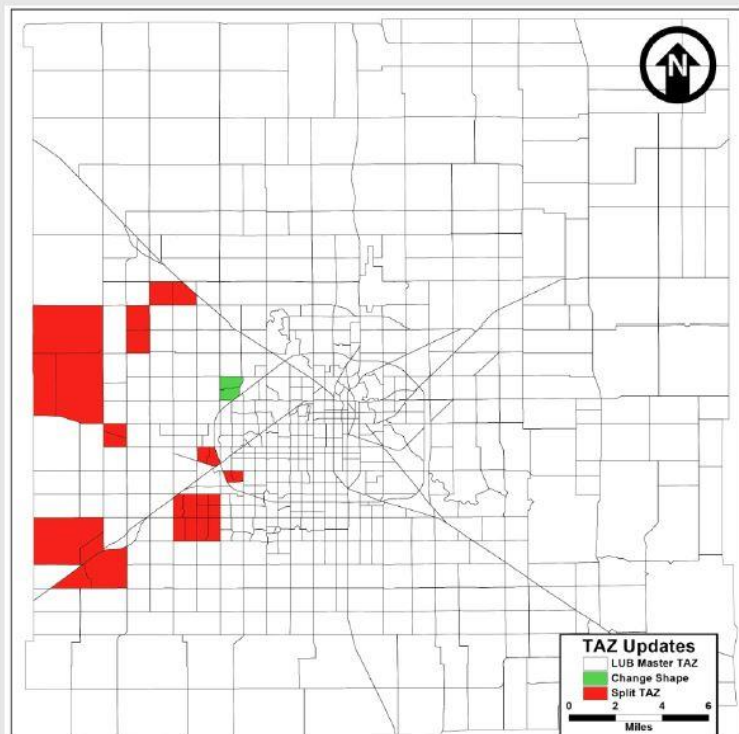 N
TAZ Updates
LUB Master TAZ
Change Shape
Split TAZ
0 2 4 6
Miles